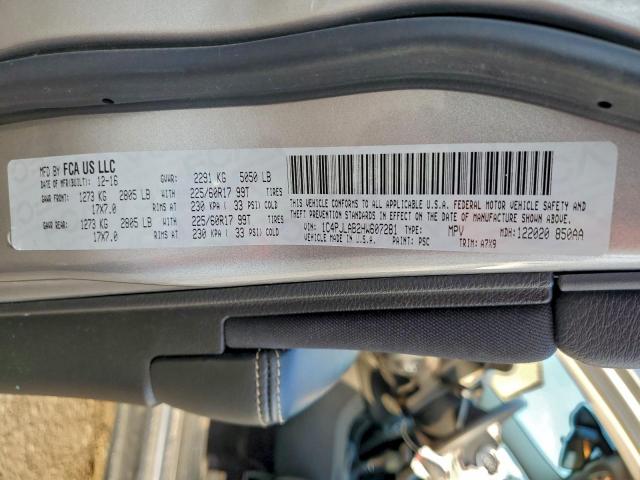 MFD BY FCA US LLC
DATE OF MFR(BUILT): 12-16 GVWR: 2291 KG 5050 LB
GAWR FRONT: 1273 KG 2805 LB WITH 225/60R17 99T TIRES
17X7.0 RIMS AT 230 KPA( 33 PSI) COLD
GAWR REAR: 1273 KG 2805 LB WITH 225/60R17 99T TIRES
17X7.0 RIMS AT 230 KPA( 33 PSI) COLD
THIS VEHICLE CONFORMS TO ALL APPLICABLE U.S.A. FEDERAL MOTOR VEHICLE SAFETY AND
THEFT PREVENTION STANDARDS IN EFFECT ON THE DATE OF MANUFACTURE SHOWN ABOVE.
VIN: 1C4PJLAB2HW607281 TYPE: MPV MDH: 122020 850AA
VEHICLE MADE IN U.S.A. PAINT: PSC TRIM: A7X9